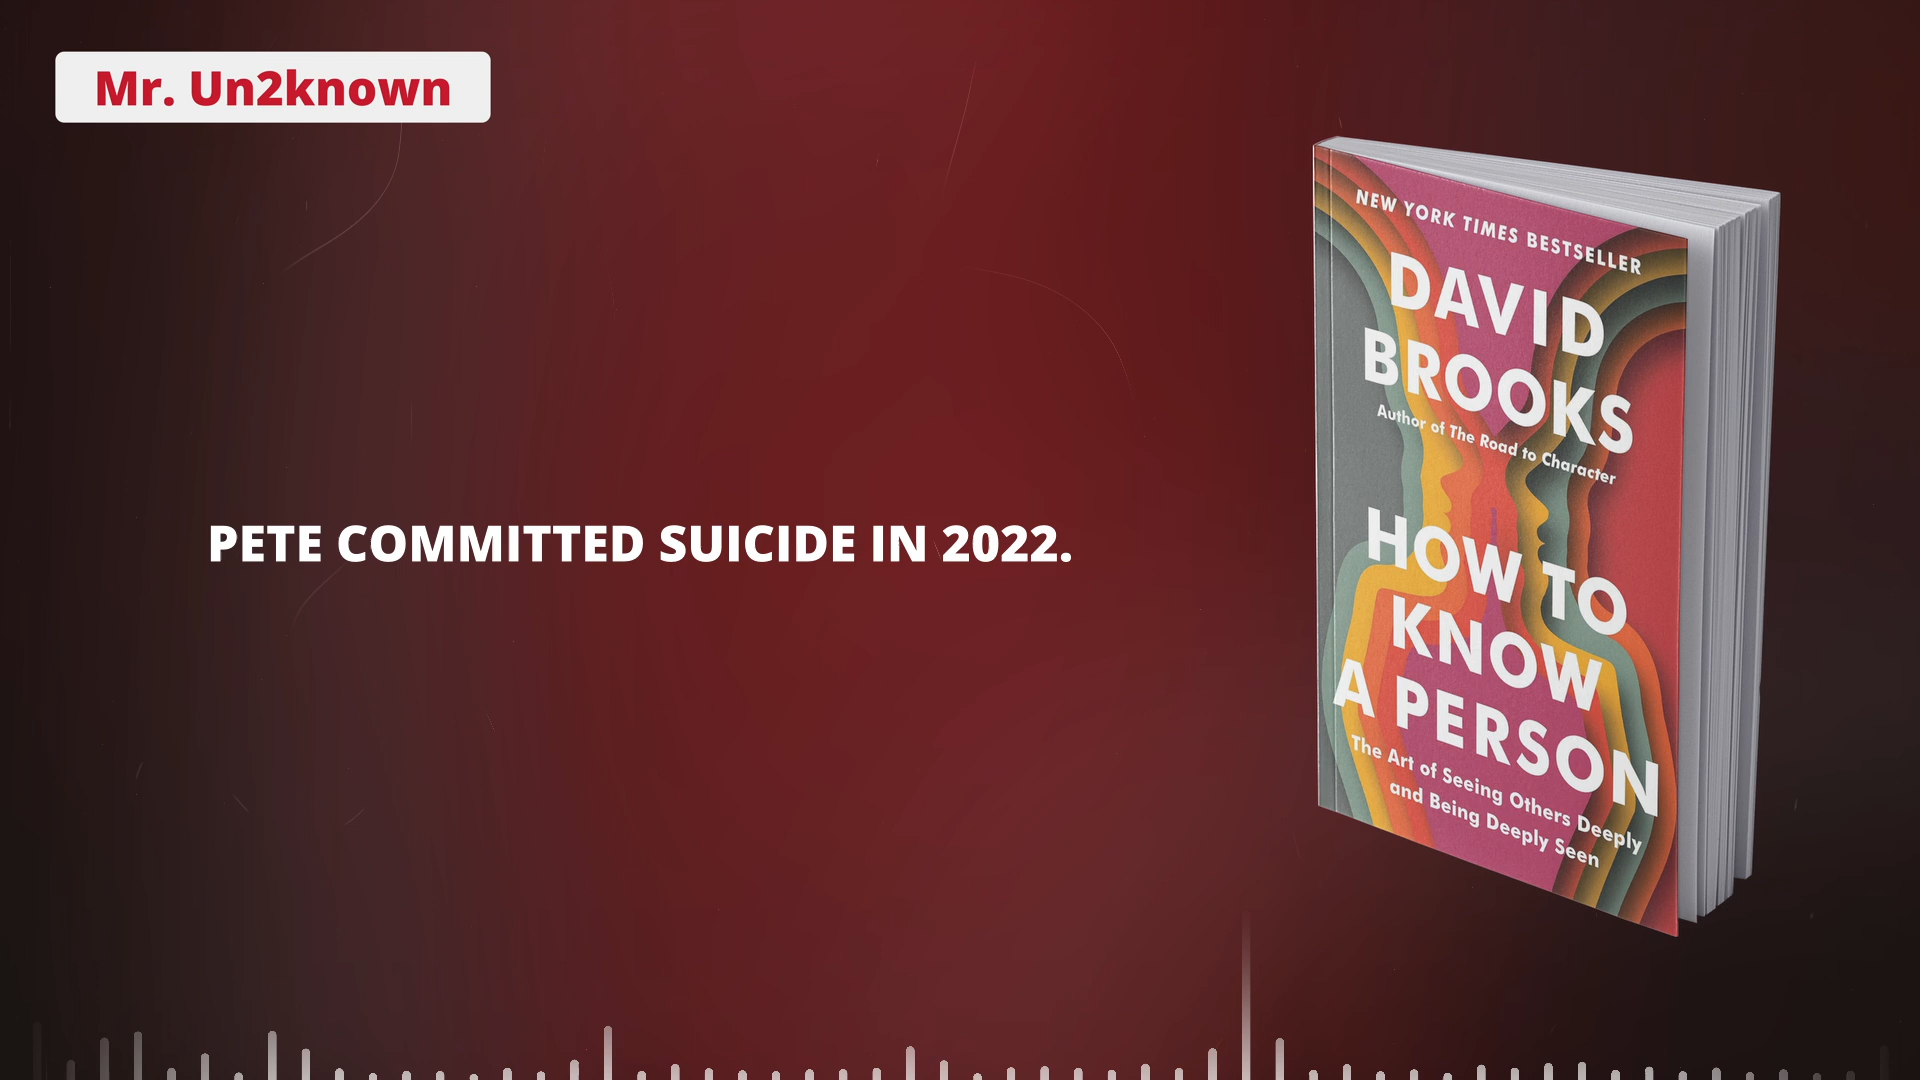 Mr. Un2known
NEW YORK TIMES BESTSELLER
DAVID
BROOKS
Author of The Road to Character
HOW TO
KNOW
A PERSON
The Art of Seeing Others Deeply
and Being Deeply Seen
PETE COMMITTED SUICIDE IN 2022.